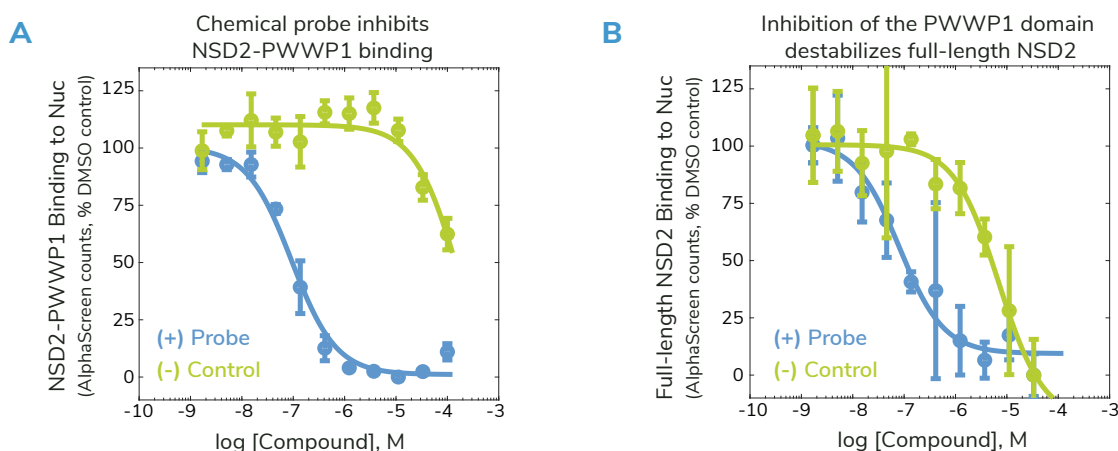 A
Chemical probe inhibits
NSD2-PWWP1 binding
NSD2-PWWP1 Binding to Nuc
(AlphaScreen counts, % DMSO control)
125
100
75
50
25
0
(+) Probe
(-) Control
-10 -9 -8 -7 -6 -5 -4 -3
log [Compound], M
B
Inhibition of the PWWP1 domain
destabilizes full-length NSD2
Full-length NSD2 Binding to Nuc
(AlphaScreen counts, % DMSO control)
125
100
75
50
25
0
(+) Probe
(-) Control
-10 -9 -8 -7 -6 -5 -4 -3
log [Compound], M